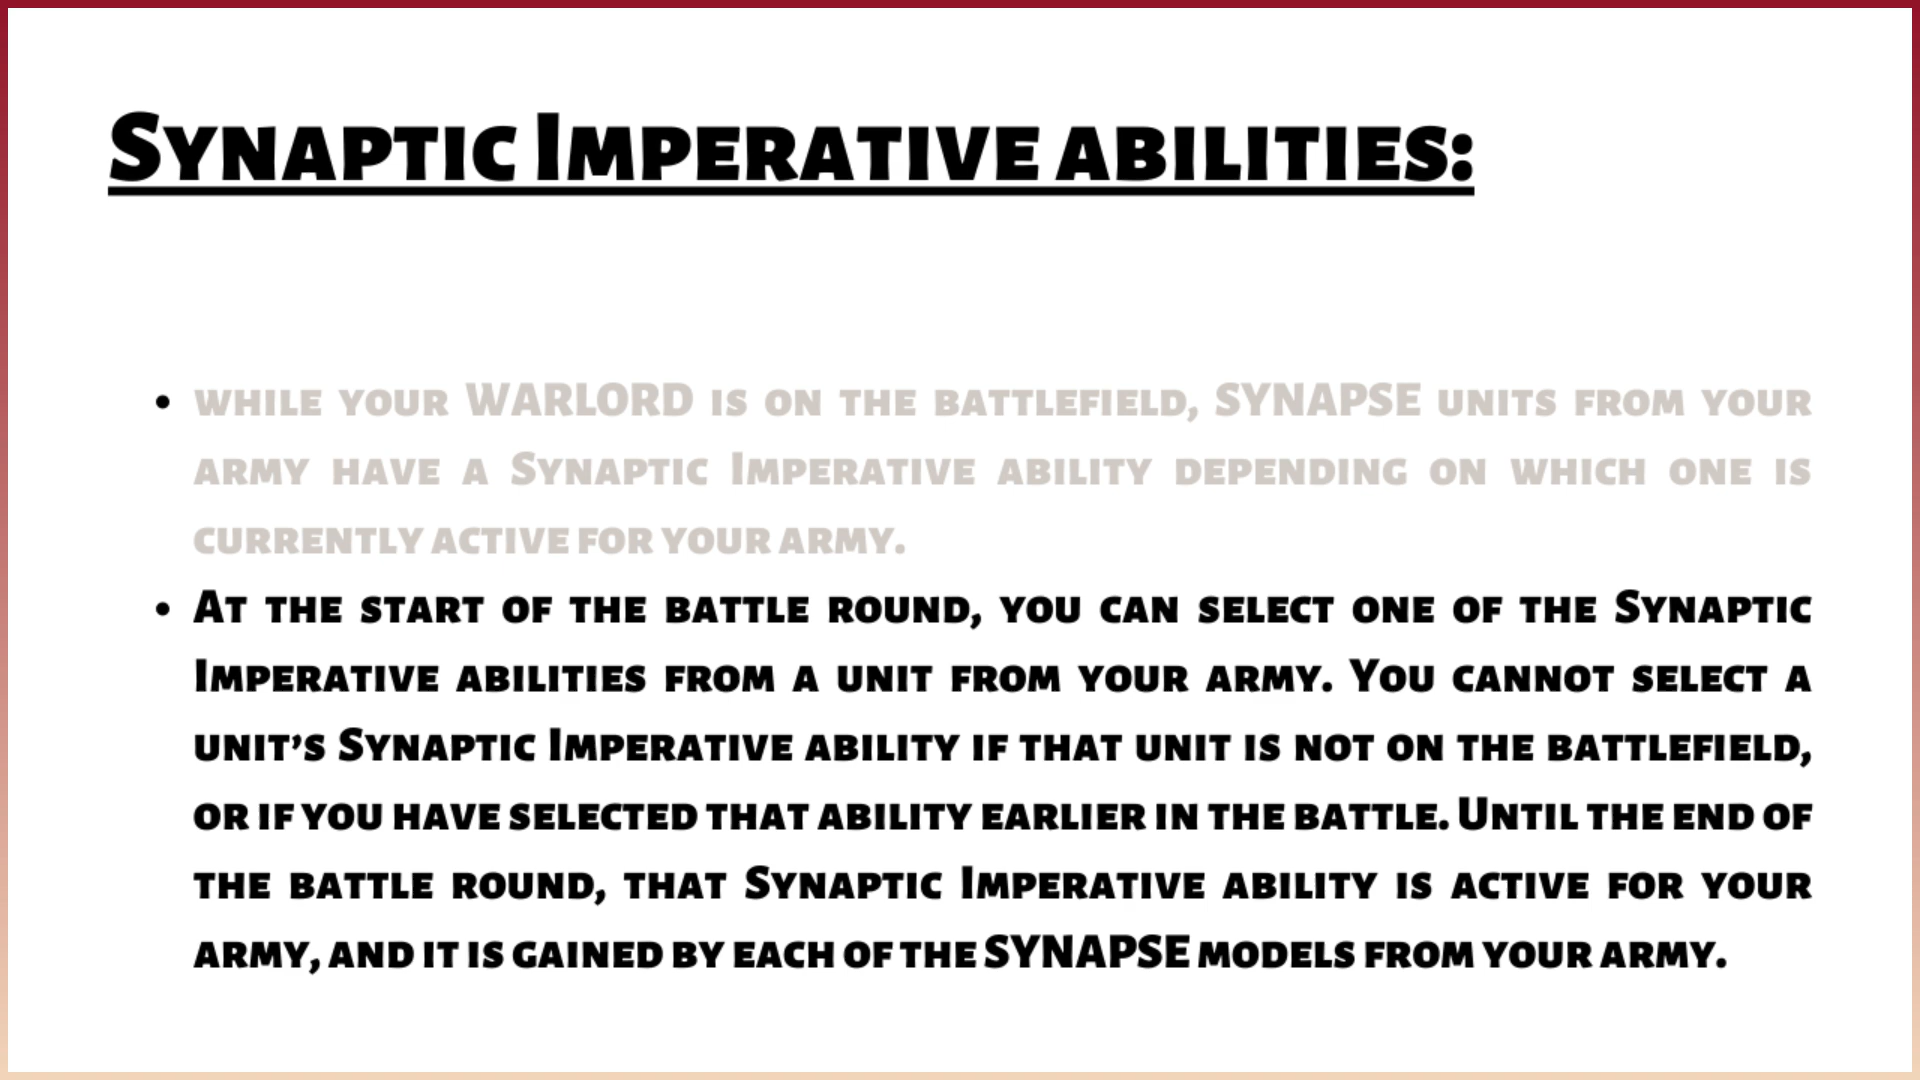 Synaptic Imperative abilities:
• while your WARLORD is on the battlefield, SYNAPSE units from your
army have a Synaptic Imperative ability depending on which one is
currently active for your army.
• At the start of the battle round, you can select one of the Synaptic
Imperative abilities from a unit from your army. You cannot select a
unit’s Synaptic Imperative ability if that unit is not on the battlefield,
or if you have selected that ability earlier in the battle. Until the end of
the battle round, that Synaptic Imperative ability is active for your
army, and it is gained by each of the SYNAPSE models from your army.